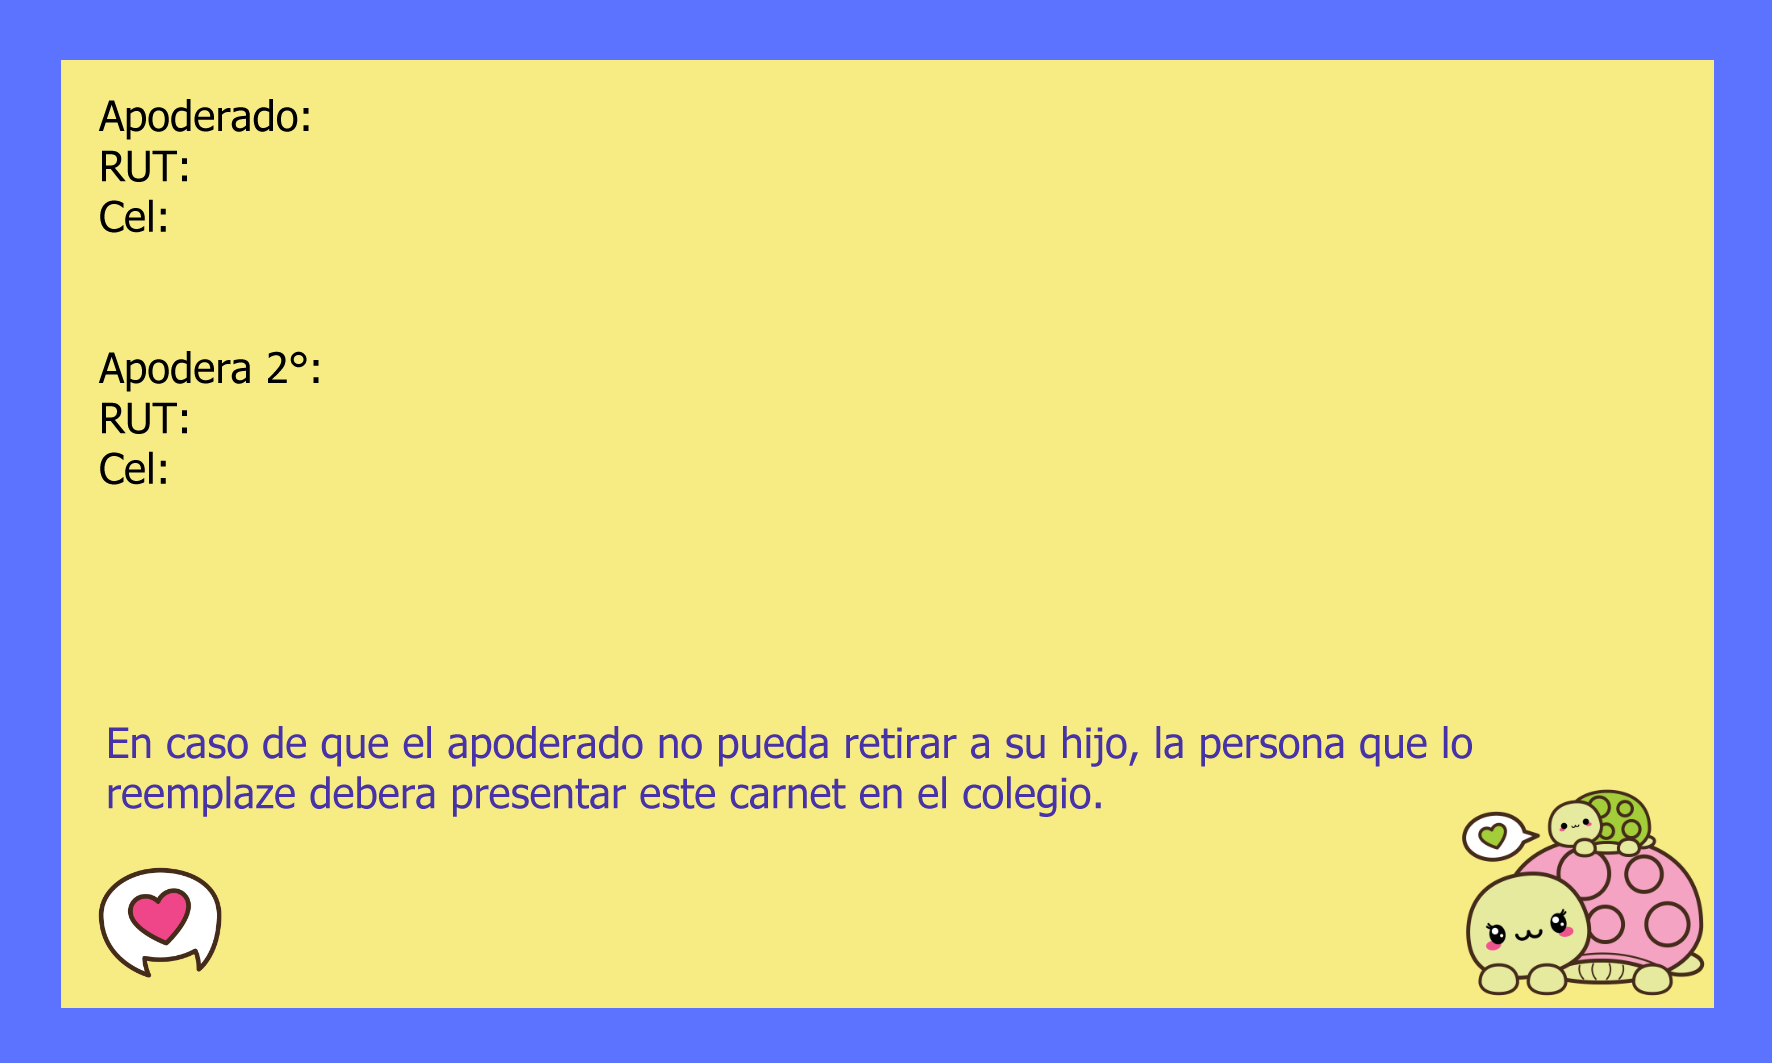 Apoderado:
RUT:
Cel:
Apodera 2°:
RUT:
Cel:
En caso de que el apoderado no pueda retirar a su hijo, la persona que lo
reemplaze debera presentar este carnet en el colegio.